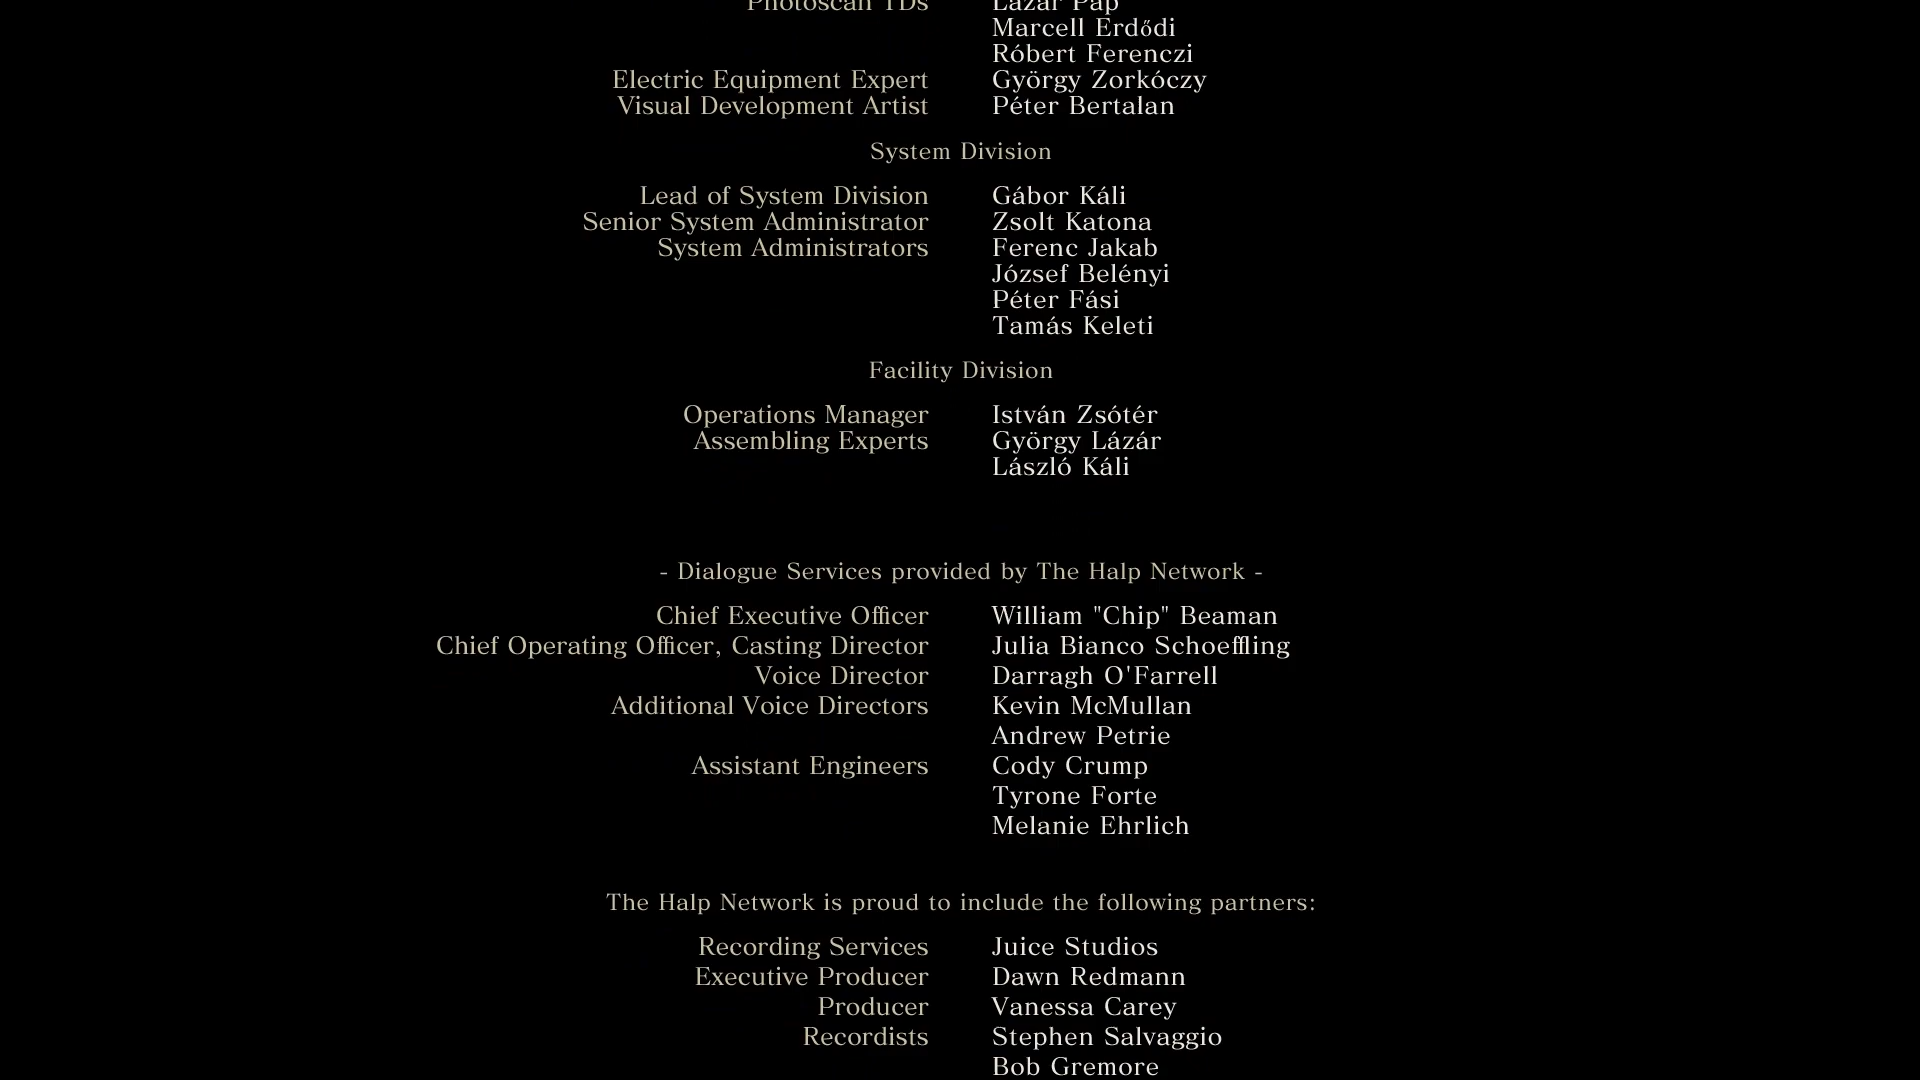 Photoscan TDs Lázár Pap
Marcell Erdődi
Róbert Ferenczi
Electric Equipment Expert György Zorkóczy
Visual Development Artist Péter Bertalan
System Division
Lead of System Division Gábor Káli
Senior System Administrator Zsolt Katona
System Administrators Ferenc Jakab
József Belényi
Péter Fási
Tamás Keleti
Facility Division
Operations Manager István Zsótér
Assembling Experts György Lázár
László Káli
- Dialogue Services provided by The Halp Network -
Chief Executive Officer William "Chip" Beaman
Chief Operating Officer, Casting Director Julia Bianco Schoeffling
Voice Director Darragh O'Farrell
Additional Voice Directors Kevin McMullan
Andrew Petrie
Assistant Engineers Cody Crump
Tyrone Forte
Melanie Ehrlich
The Halp Network is proud to include the following partners:
Recording Services Juice Studios
Executive Producer Dawn Redmann
Producer Vanessa Carey
Recordists Stephen Salvaggio
Bob Gremore